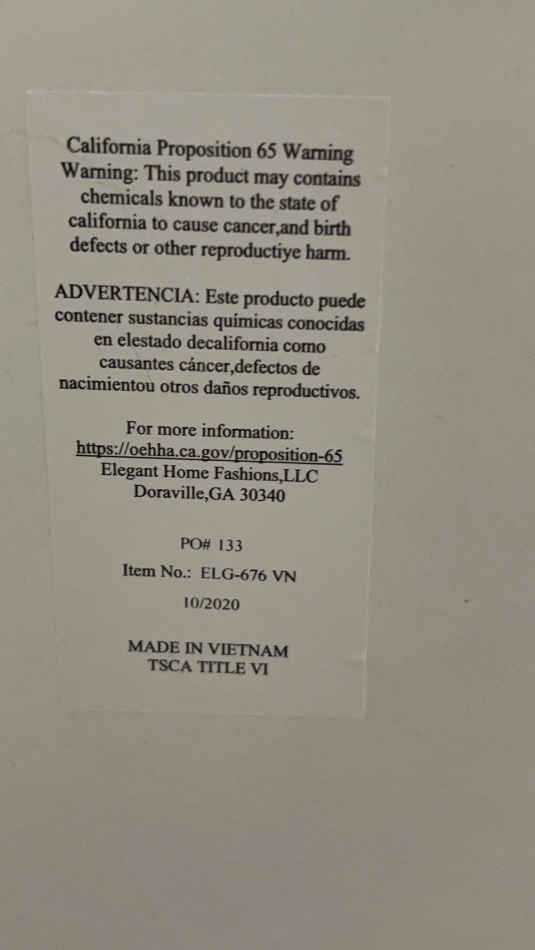 California Proposition 65 Warning
Warning: This product may contains
chemicals known to the state of
california to cause cancer,and birth
defects or other reproductiye harm.
ADVERTENCIA: Este producto puede
contener sustancias químicas conocidas
en elestado decalifornia como
causantes cáncer,defectos de
nacimientou otros daños reproductivos.
For more information:
https://oehha.ca.gov/proposition-65
Elegant Home Fashions,LLC
Doraville,GA 30340
PO# 133
Item No.: ELG-676 VN
10/2020
MADE IN VIETNAM
TSCA TITLE VI